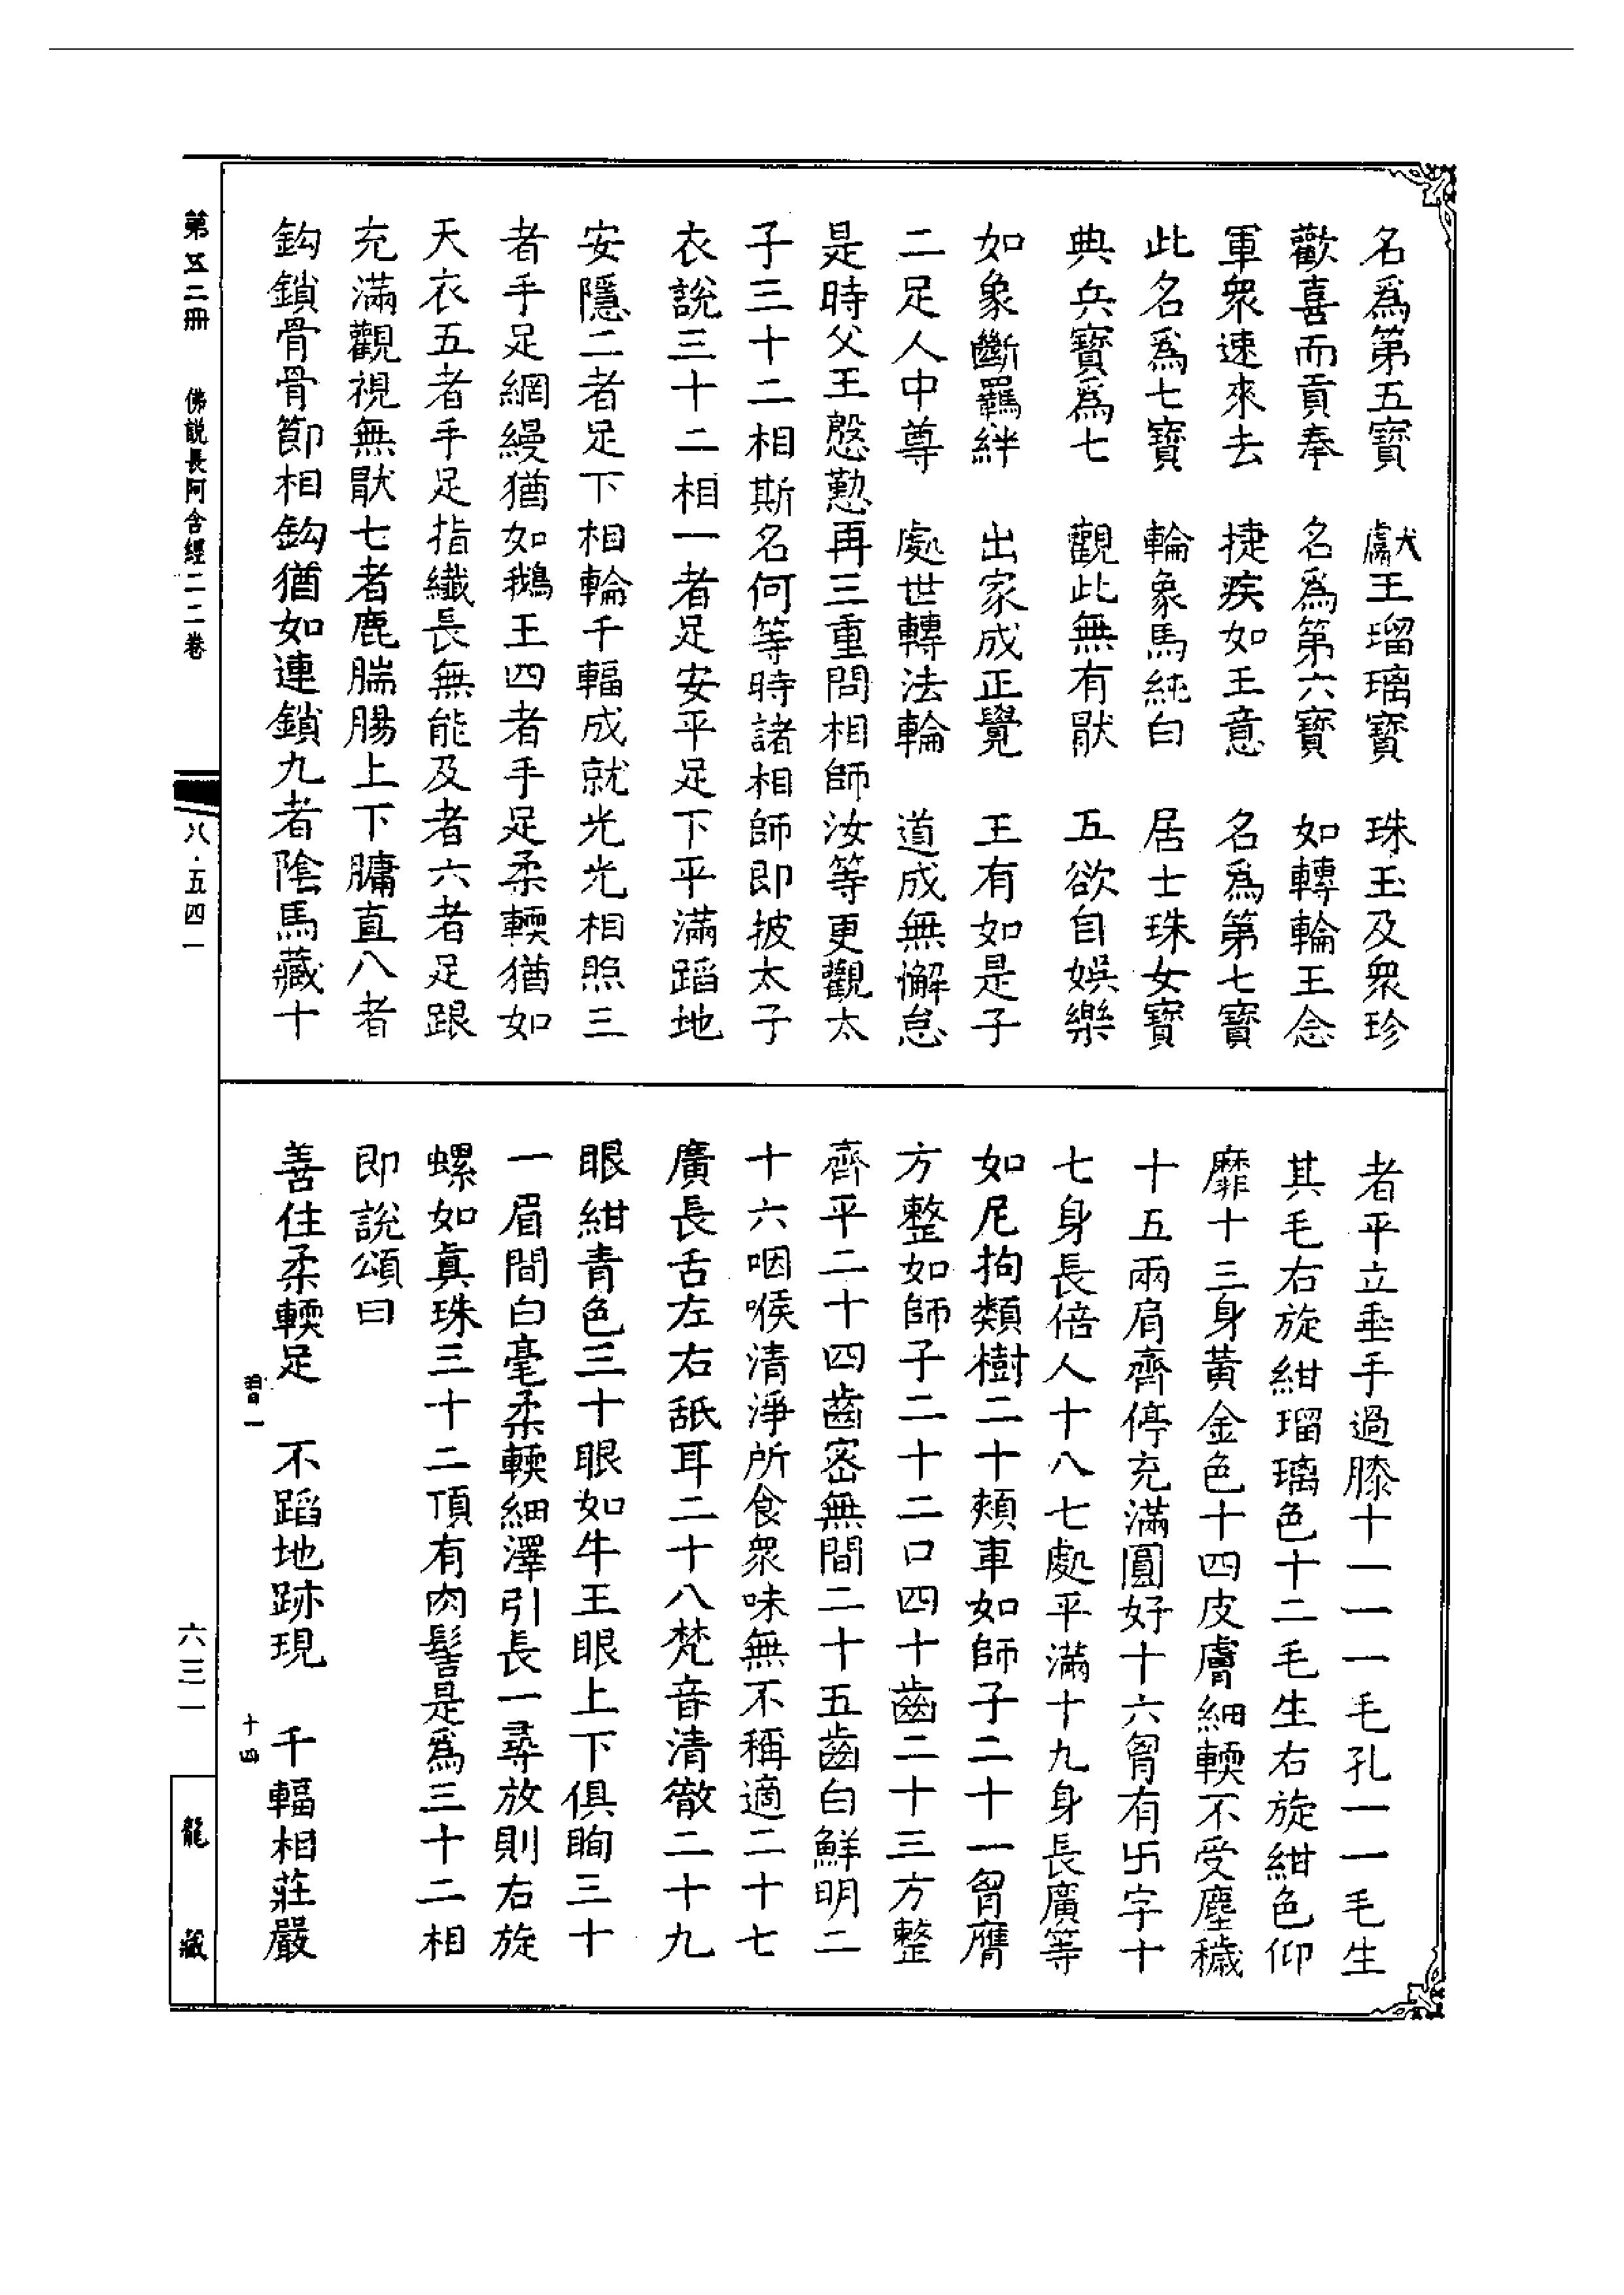 名爲第五寶　獻王瑠璃寶　珠玉及衆珍
歡喜而貢奉　名爲第六寶　如轉輪王念
軍衆速來去　捷疾如王意　名爲第七寶
此名爲七寶　輪象馬純白　居士珠女寶
典兵寶爲七　觀此無有猒　五欲自娛樂
如象斷羈絆　出家成正覺　王有如是子
二足人中尊　處世轉法輪　道成無懈怠
是時父王慇懃再三重問相師汝等更觀太
子三十二相斯名何等時諸相師即披太子
衣說三十二相一者足安平足下平滿蹈地
安隱二者足下相輪千輻成就光光相照三
者手足網縵猶如鵝王四者手足柔輭猶如
天衣五者手足指纖長無能及者六者足跟
充滿觀視無猒七者鹿腨腸上下𦟛直八者
鈎鎖骨骨節相鈎猶如連鎖九者陰馬藏十
者平立垂手過膝十一一一毛孔一一毛生
其毛右旋紺瑠璃色十二毛生右旋紺色仰
靡十三身黃金色十四皮膚細輭不受塵穢
十五兩肩齊停充滿圓好十六胷有卐字十
七身長倍人十八七處平滿十九身長廣等
如尼拘類樹二十頰車如師子二十一胷膺
方整如師子二十二口四十齒二十三方整
齊平二十四齒密無間二十五齒白鮮明二
十六咽喉清淨所食衆味無不稱適二十七
廣長舌左右舐耳二十八梵音清徹二十九
眼紺青色三十眼如牛王眼上下俱眴三十
一眉間白毫柔輭細澤引長一尋放則右旋
螺如眞珠三十二頂有肉髻是爲三十二相
即說頌曰
善住柔輭足　不蹈地跡現　千輻相莊嚴
十四
第五二冊　佛說長阿含經二二卷
八·五四一
六三一
龍藏